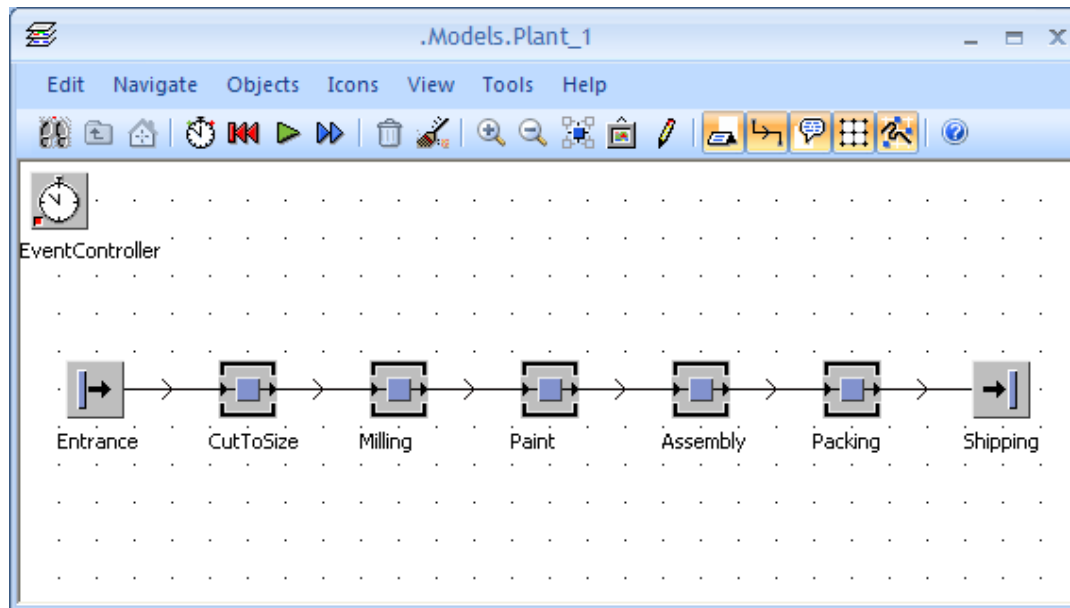 .Models.Plant_1
Edit Navigate Objects Icons View Tools Help
EventController
Entrance CutToSize Milling Paint Assembly Packing Shipping